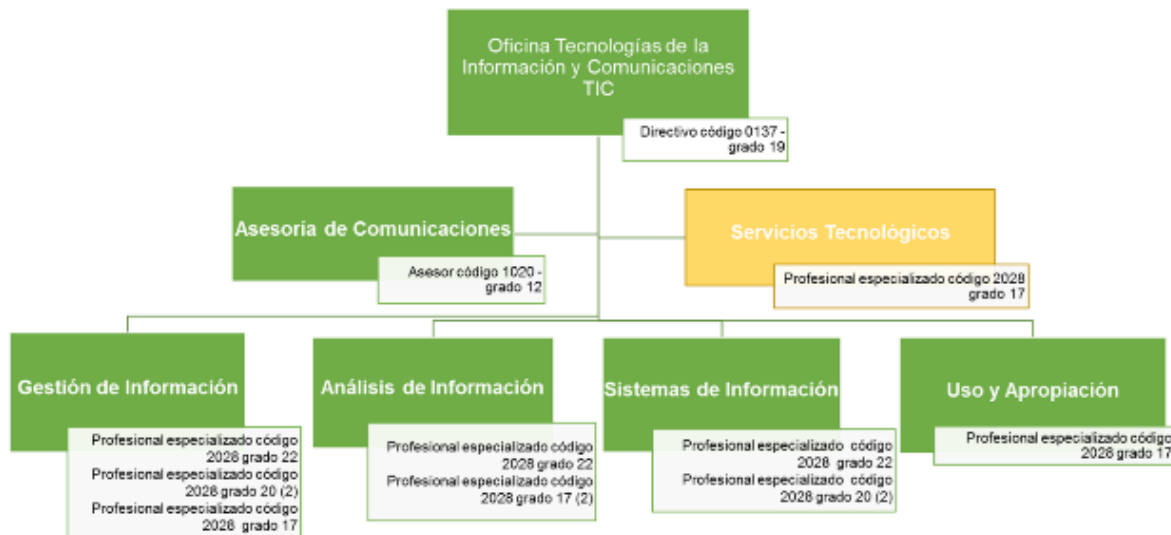 Oficina Tecnologías de la
Información y Comunicaciones
TIC
Directivo código 0137 -
grado 19
Asesoría de Comunicaciones
Asesor código 1020 -
grado 12
Servicios Tecnológicos
Profesional especializado código 2028
grado 17
Gestión de Información
Profesional especializado código
2028 grado 22
Profesional especializado código
2028 grado 20 (2)
Profesional especializado código
2028 grado 17
Análisis de Información
Profesional especializado código
2028 grado 22
Profesional especializado código
2028 grado 17 (2)
Sistemas de Información
Profesional especializado código
2028 grado 22
Profesional especializado código
2028 grado 20 (2)
Uso y Apropiación
Profesional especializado código
2028 grado 17